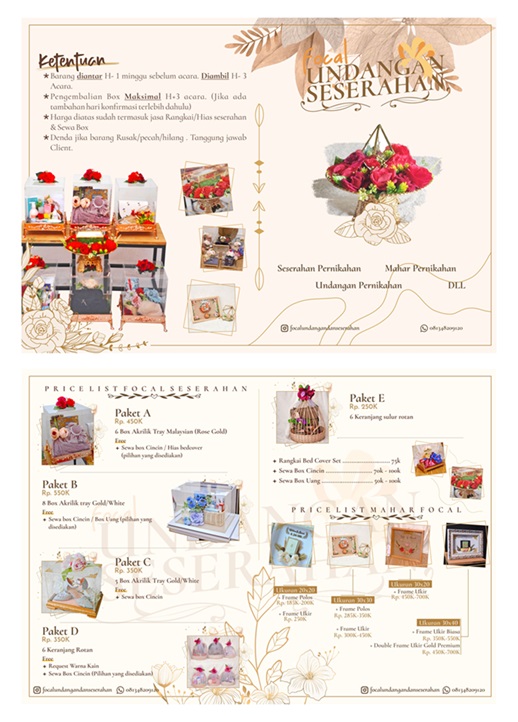 Ketentuan
★Barang diantar H- 1 minggu sebelum acara. Diambil H- 3
Acara.
★Pengembalian Box Maksimal H+3 acara. (Jika ada
tambahan hari konfirmasi terlebih dahulu)
★Harga diatas sudah termasuk jasa Rangkai/Hias seserahan
& Sewa Box
★Denda jika barang Rusak/pecah/hilang . Tanggung jawab
Client.
focal
UNDANGAN
SESERAHAN
Seserahan Pernikahan Mahar Pernikahan
Undangan Pernikahan DLL
focalundangandanseserahan 081348209120
PRICE LIST FOCAL SESERAHAN
Paket A
Rp. 450K
6 Box Akrilik Tray Malaysian (Rose Gold)
Free
Sewa box Cincin / Hias bedcover
(pilihan yang disediakan)
Paket B
Rp. 550K
8 Box Akrilik tray Gold/White
Free
Sewa box Cincin / Box Uang (pilihan yang
disediakan)
Paket C
Rp. 350K
5 Box Akrilik Tray Gold/White
Free
Sewa box Cincin
Paket D
Rp. 350K
6 Keranjang Rotan
Free
Request Warna Kain
Sewa Box Cincin (Pilihan yang disediakan)
focalundangandanseserahan 081348209120
Paket E
Rp. 250K
6 Keranjang sulur rotan
Rangkai Bed Cover Set 75k
Sewa Box Cincin 70k - 100k
Sewa Box Uang 50k - 100k
PRICE LIST MAHAR FOCAL
Ukuran 20x20
Frame Polos
Rp. 185K-200K
Frame Ukir
Rp. 250K
Ukuran 30x30
Frame Polos
Rp. 285K-350K
Frame Ukir
Rp. 300K-450K
Ukuran 30x20
Frame Ukir
Rp. 450K-700K
Ukuran 30x40
Frame Ukir Biasa
Rp. 350K-550K
Double Frame Ukir Gold Premium
Rp. 450K-700K
focalundangandanseserahan 081348209120
UNDANGAN
SESERAHAN